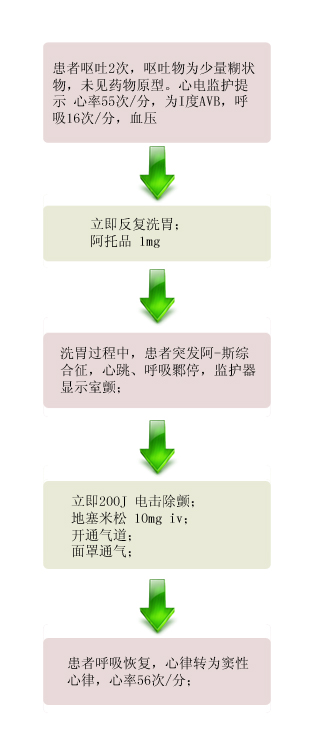 患者呕吐2次，呕吐物为少量糊状
物，未见药物原型。心电监护提
示 心率55次/分，为I度AVB，呼
吸16次/分，血压
立即反复洗胃；
阿托品 1mg
洗胃过程中，患者突发阿-斯综
合征，心跳、呼吸鄹停，监护器
显示室颤；
立即200J 电击除颤；
地塞米松 10mg iv；
开通气道；
面罩通气；
患者呼吸恢复，心律转为窦性
心律，心率56次/分；